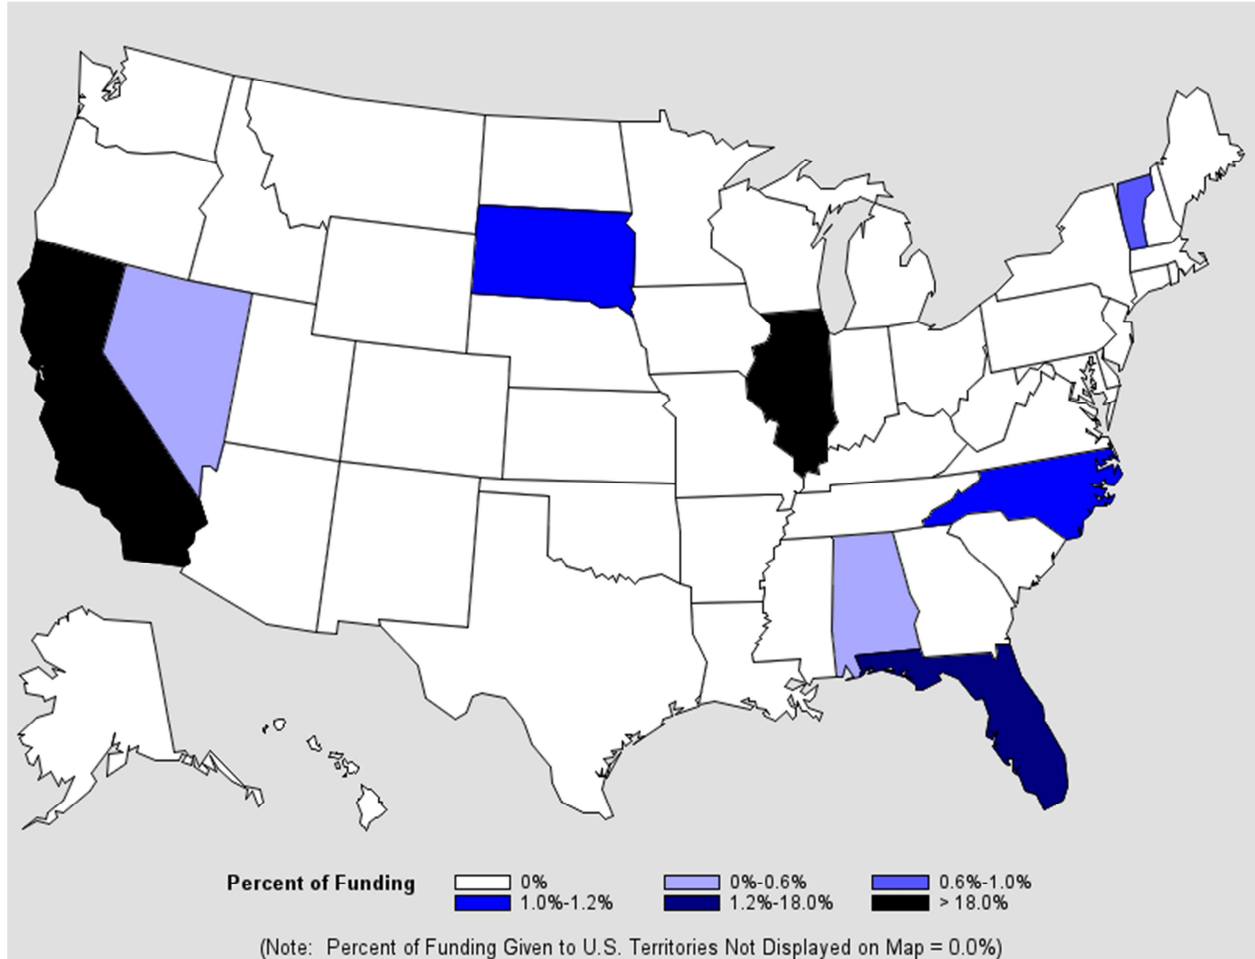 Percent of Funding 0% 0%-0.6% 0.6%-1.0%
1.0%-1.2% 1.2%-18.0% > 18.0%
(Note: Percent of Funding Given to U.S. Territories Not Displayed on Map = 0.0%)